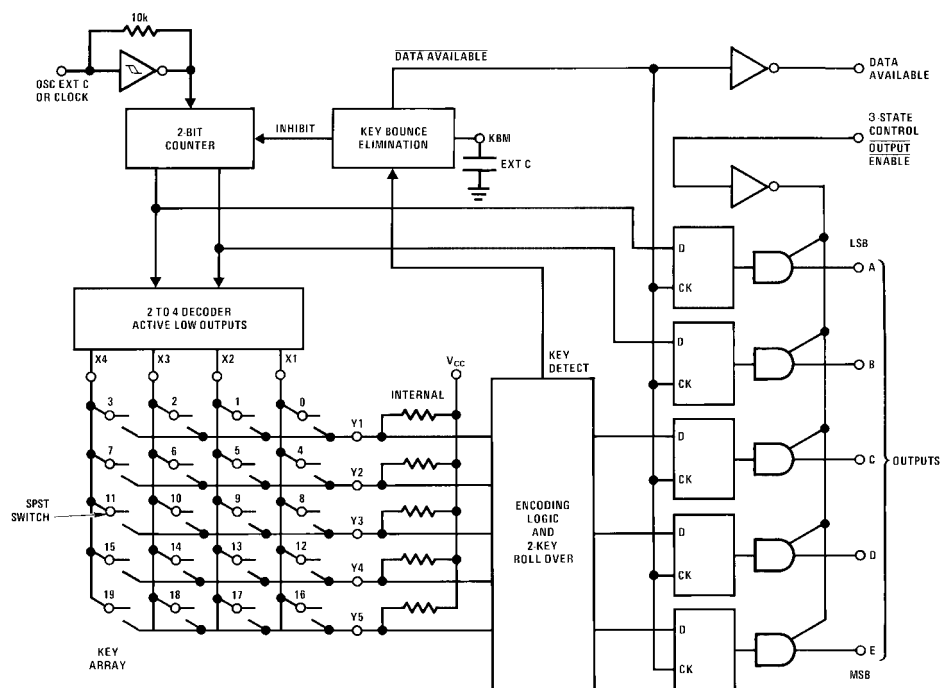 10k
OSC EXT C
OR CLOCK
2-BIT
COUNTER
INHIBIT
DATA AVAILABLE
KEY BOUNCE
ELIMINATION
KBM
EXT C
DATA
AVAILABLE
3-STATE
CONTROL
OUTPUT
ENABLE
2 TO 4 DECODER
ACTIVE LOW OUTPUTS
X4
X3
X2
X1
VCC
KEY
DETECT
INTERNAL
3
2
1
0
Y1
7
6
5
4
Y2
SPST
SWITCH
11
10
9
8
Y3
15
14
13
12
Y4
19
18
17
16
Y5
KEY
ARRAY
ENCODING
LOGIC
AND
2-KEY
ROLL OVER
D
CK
LSB
A
D
CK
B
D
CK
C
OUTPUTS
D
CK
D
D
CK
E
MSB